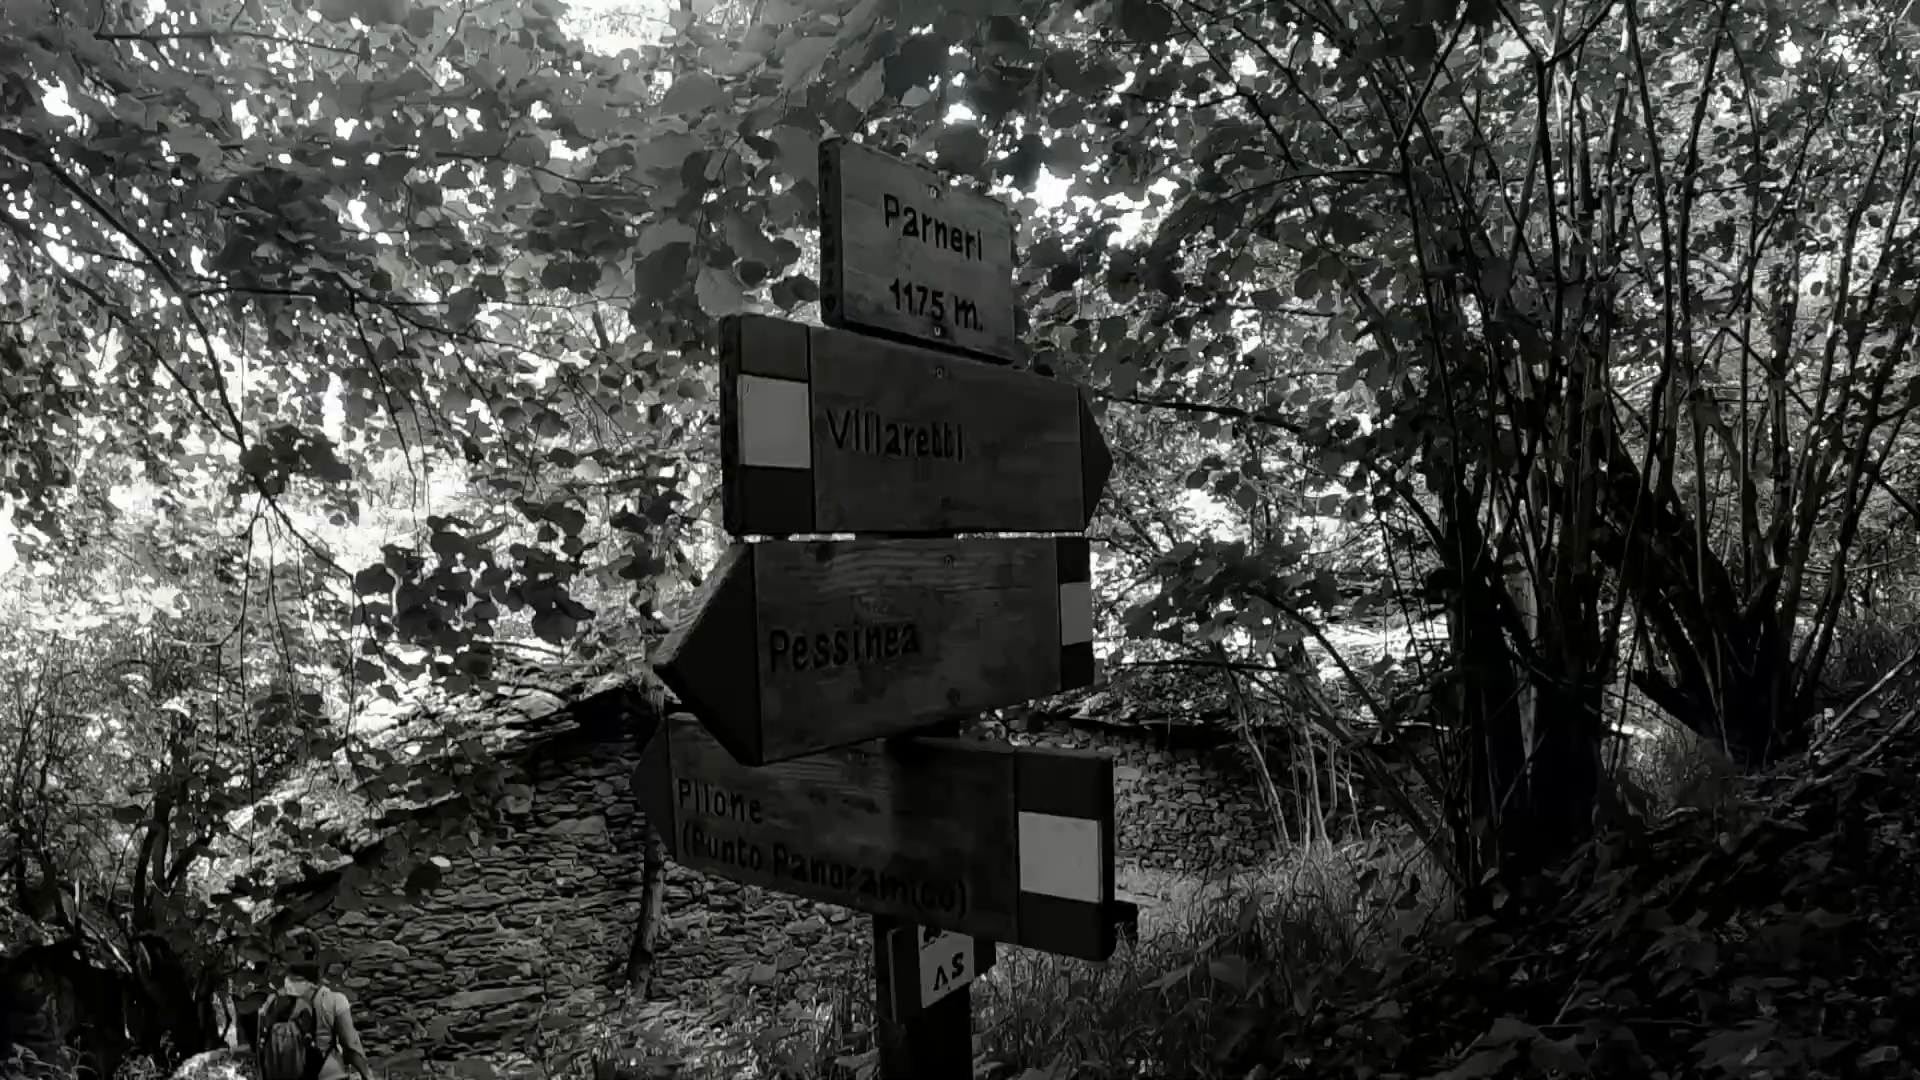 Parneri
1175 m.
Villaretti
Pessinea
Pilone
(Punto Panoramico)
AS